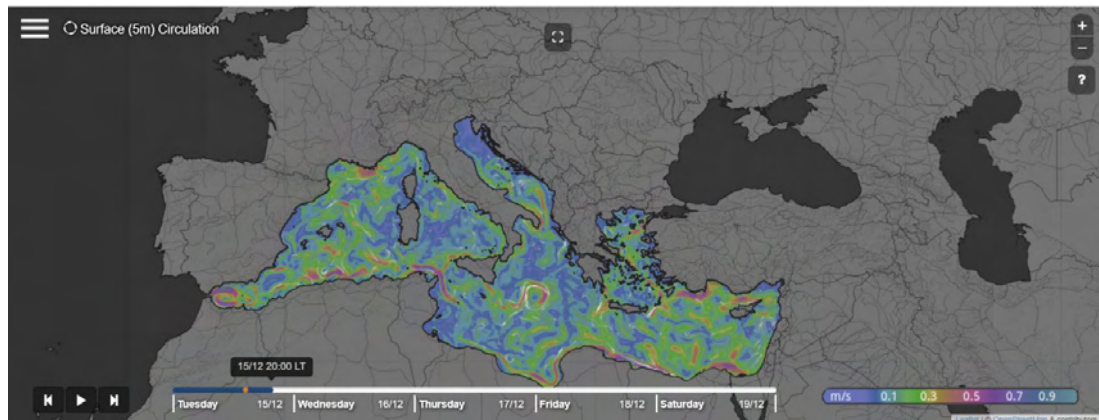 Surface (5m) Circulation
+
−
?
15/12 20:00 LT
Tuesday 15/12 Wednesday 16/12 Thursday 17/12 Friday 18/12 Saturday 19/12
m/s 0.1 0.3 0.5 0.7 0.9
Leaflet | ©